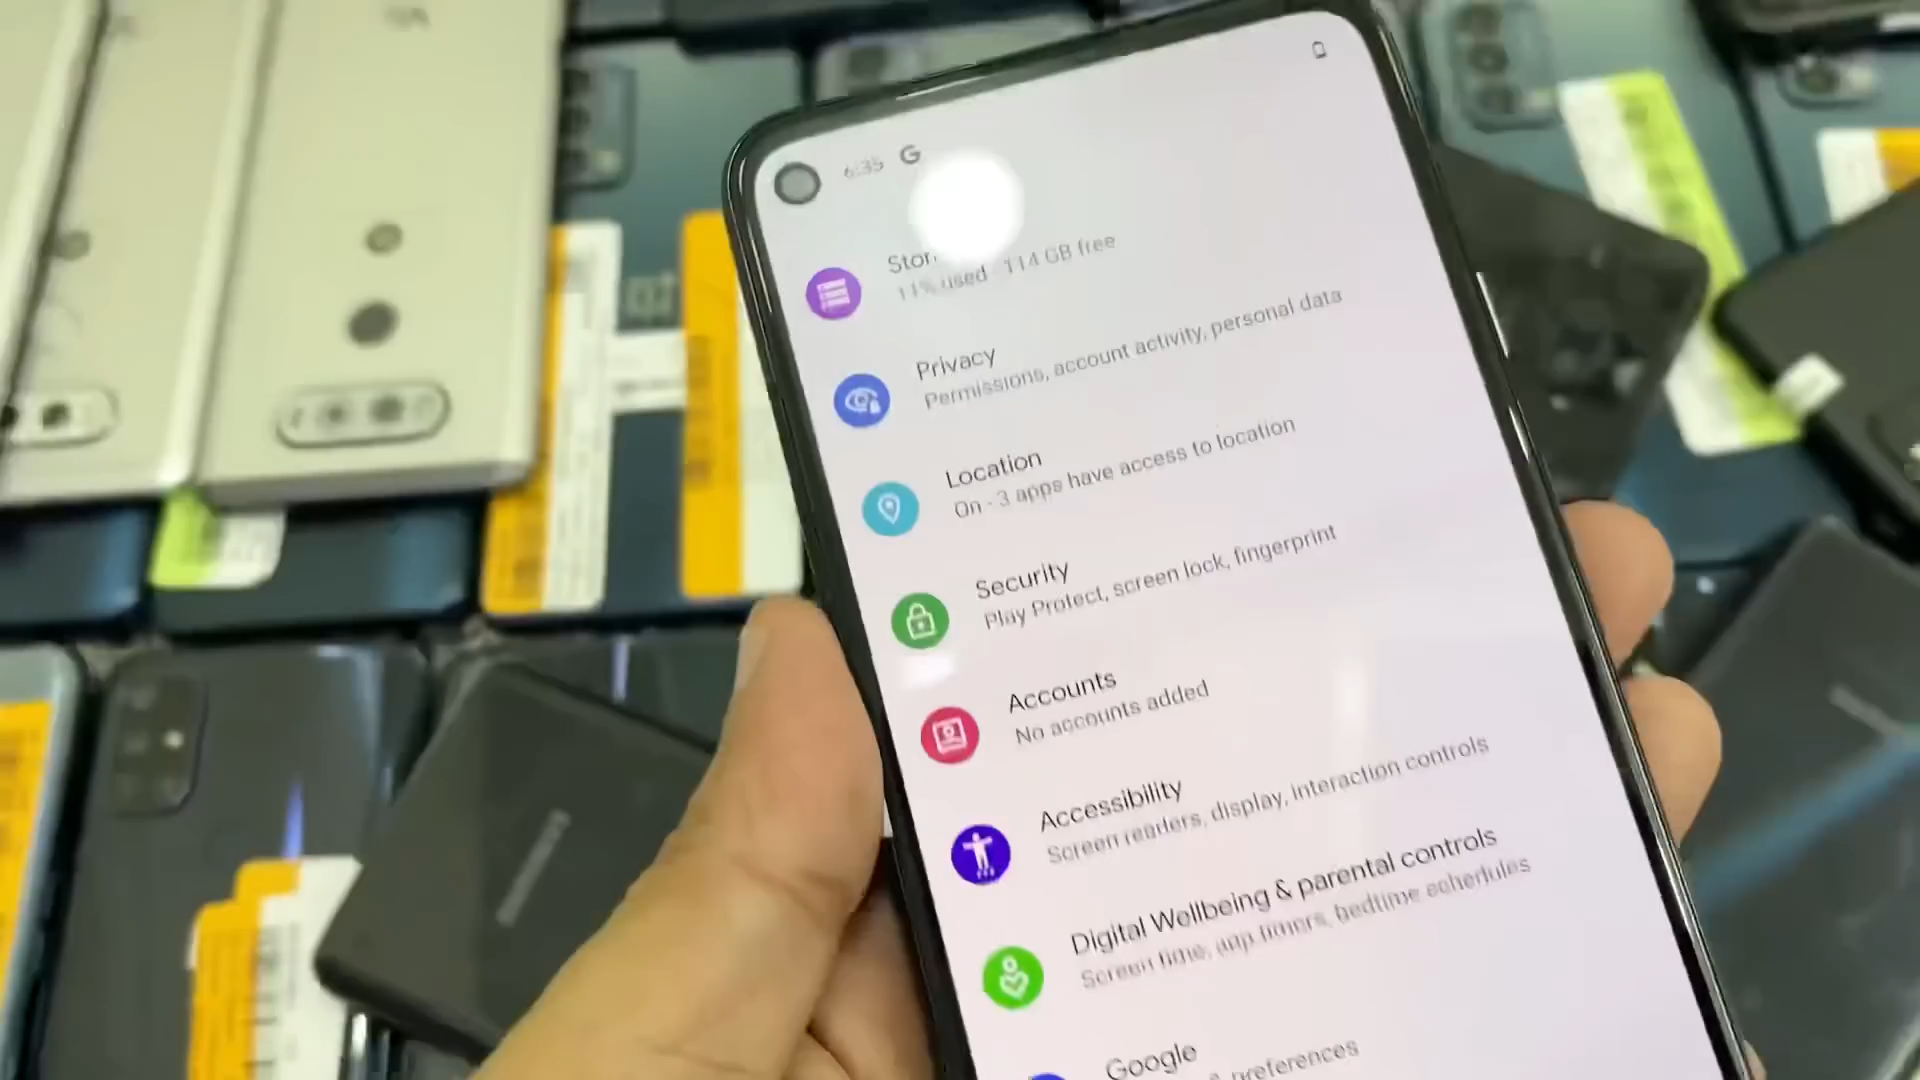 6:35 G
Stor
11% used - 114 GB free
Privacy
Permissions, account activity, personal data
Location
On - 3 apps have access to location
Security
Play Protect, screen lock, fingerprint
Accounts
No accounts added
Accessibility
Screen readers, display, interaction controls
Digital Wellbeing & parental controls
Screen time, app timers, bedtime schedules
Google
preferences